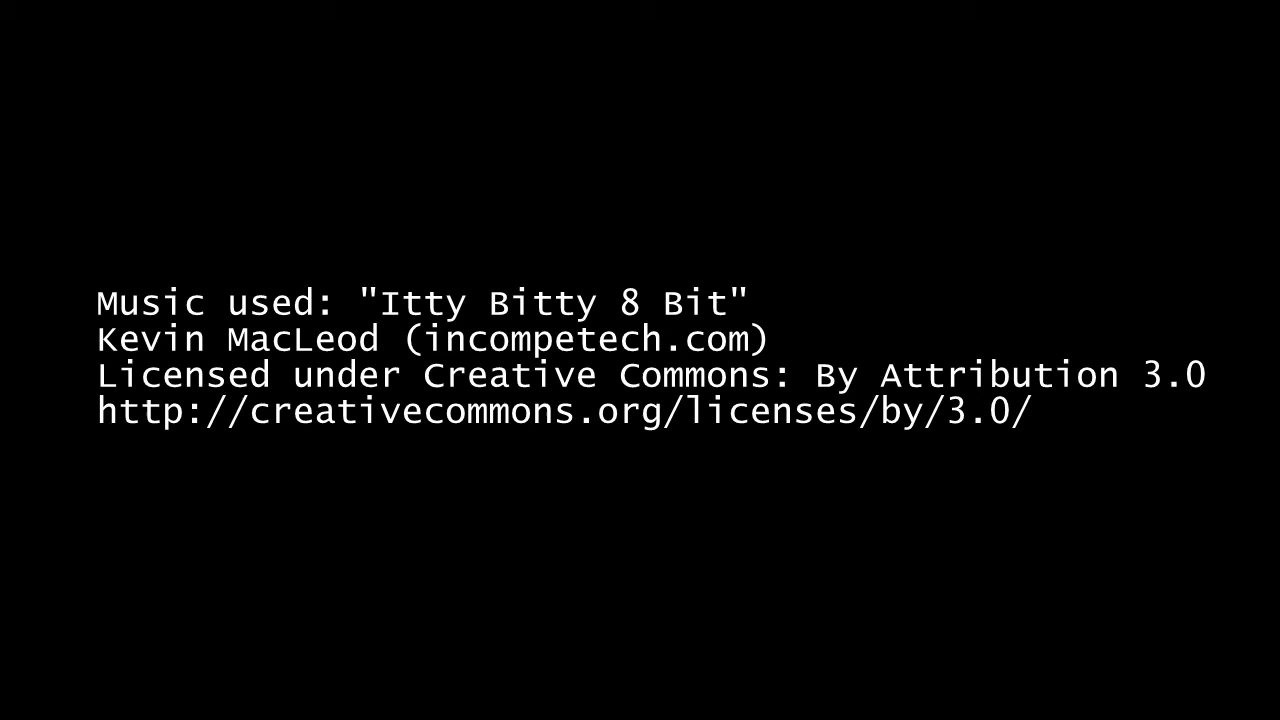 Music used: "Itty Bitty 8 Bit"
Kevin MacLeod (incompetech.com)
Licensed under Creative Commons: By Attribution 3.0
http://creativecommons.org/licenses/by/3.0/